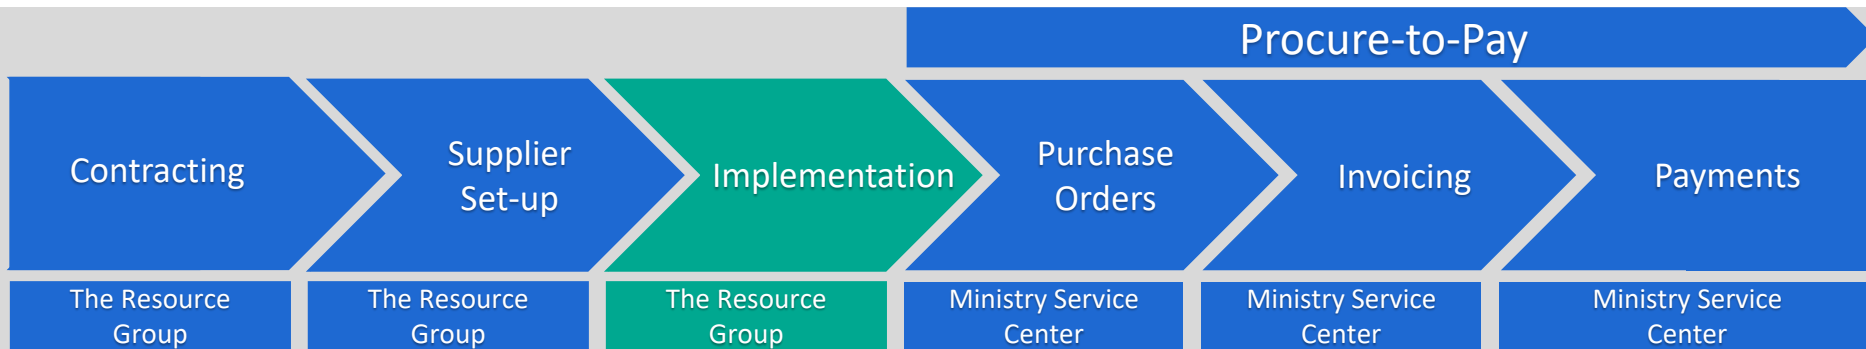 Procure-to-Pay
Contracting
Supplier
Set-up
Implementation
Purchase
Orders
Invoicing
Payments
The Resource
Group
The Resource
Group
The Resource
Group
Ministry Service
Center
Ministry Service
Center
Ministry Service
Center